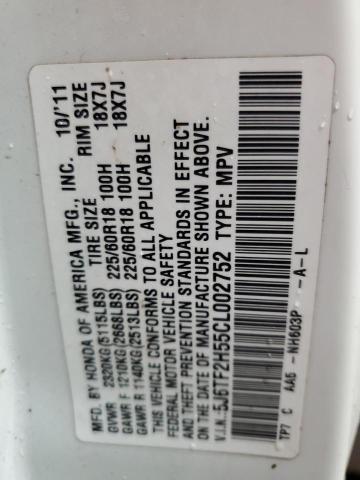 MFD. BY HONDA OF AMERICA MFG., INC. 10/'11
TIRE SIZE RIM SIZE
GVWR 2320KG(5115LBS)
GAWR F 1210KG(2668LBS) 225/60R18 100H 18X7J
GAWR R 1140KG(2513LBS) 225/60R18 100H 18X7J
THIS VEHICLE CONFORMS TO ALL APPLICABLE
FEDERAL MOTOR VEHICLE SAFETY
AND THEFT PREVENTION STANDARDS IN EFFECT
ON THE DATE OF MANUFACTURE SHOWN ABOVE.
V.I.N. :5J6TF2H55CL002752 TYPE: MPV
TP7 C AA5 -NH603P -A-L